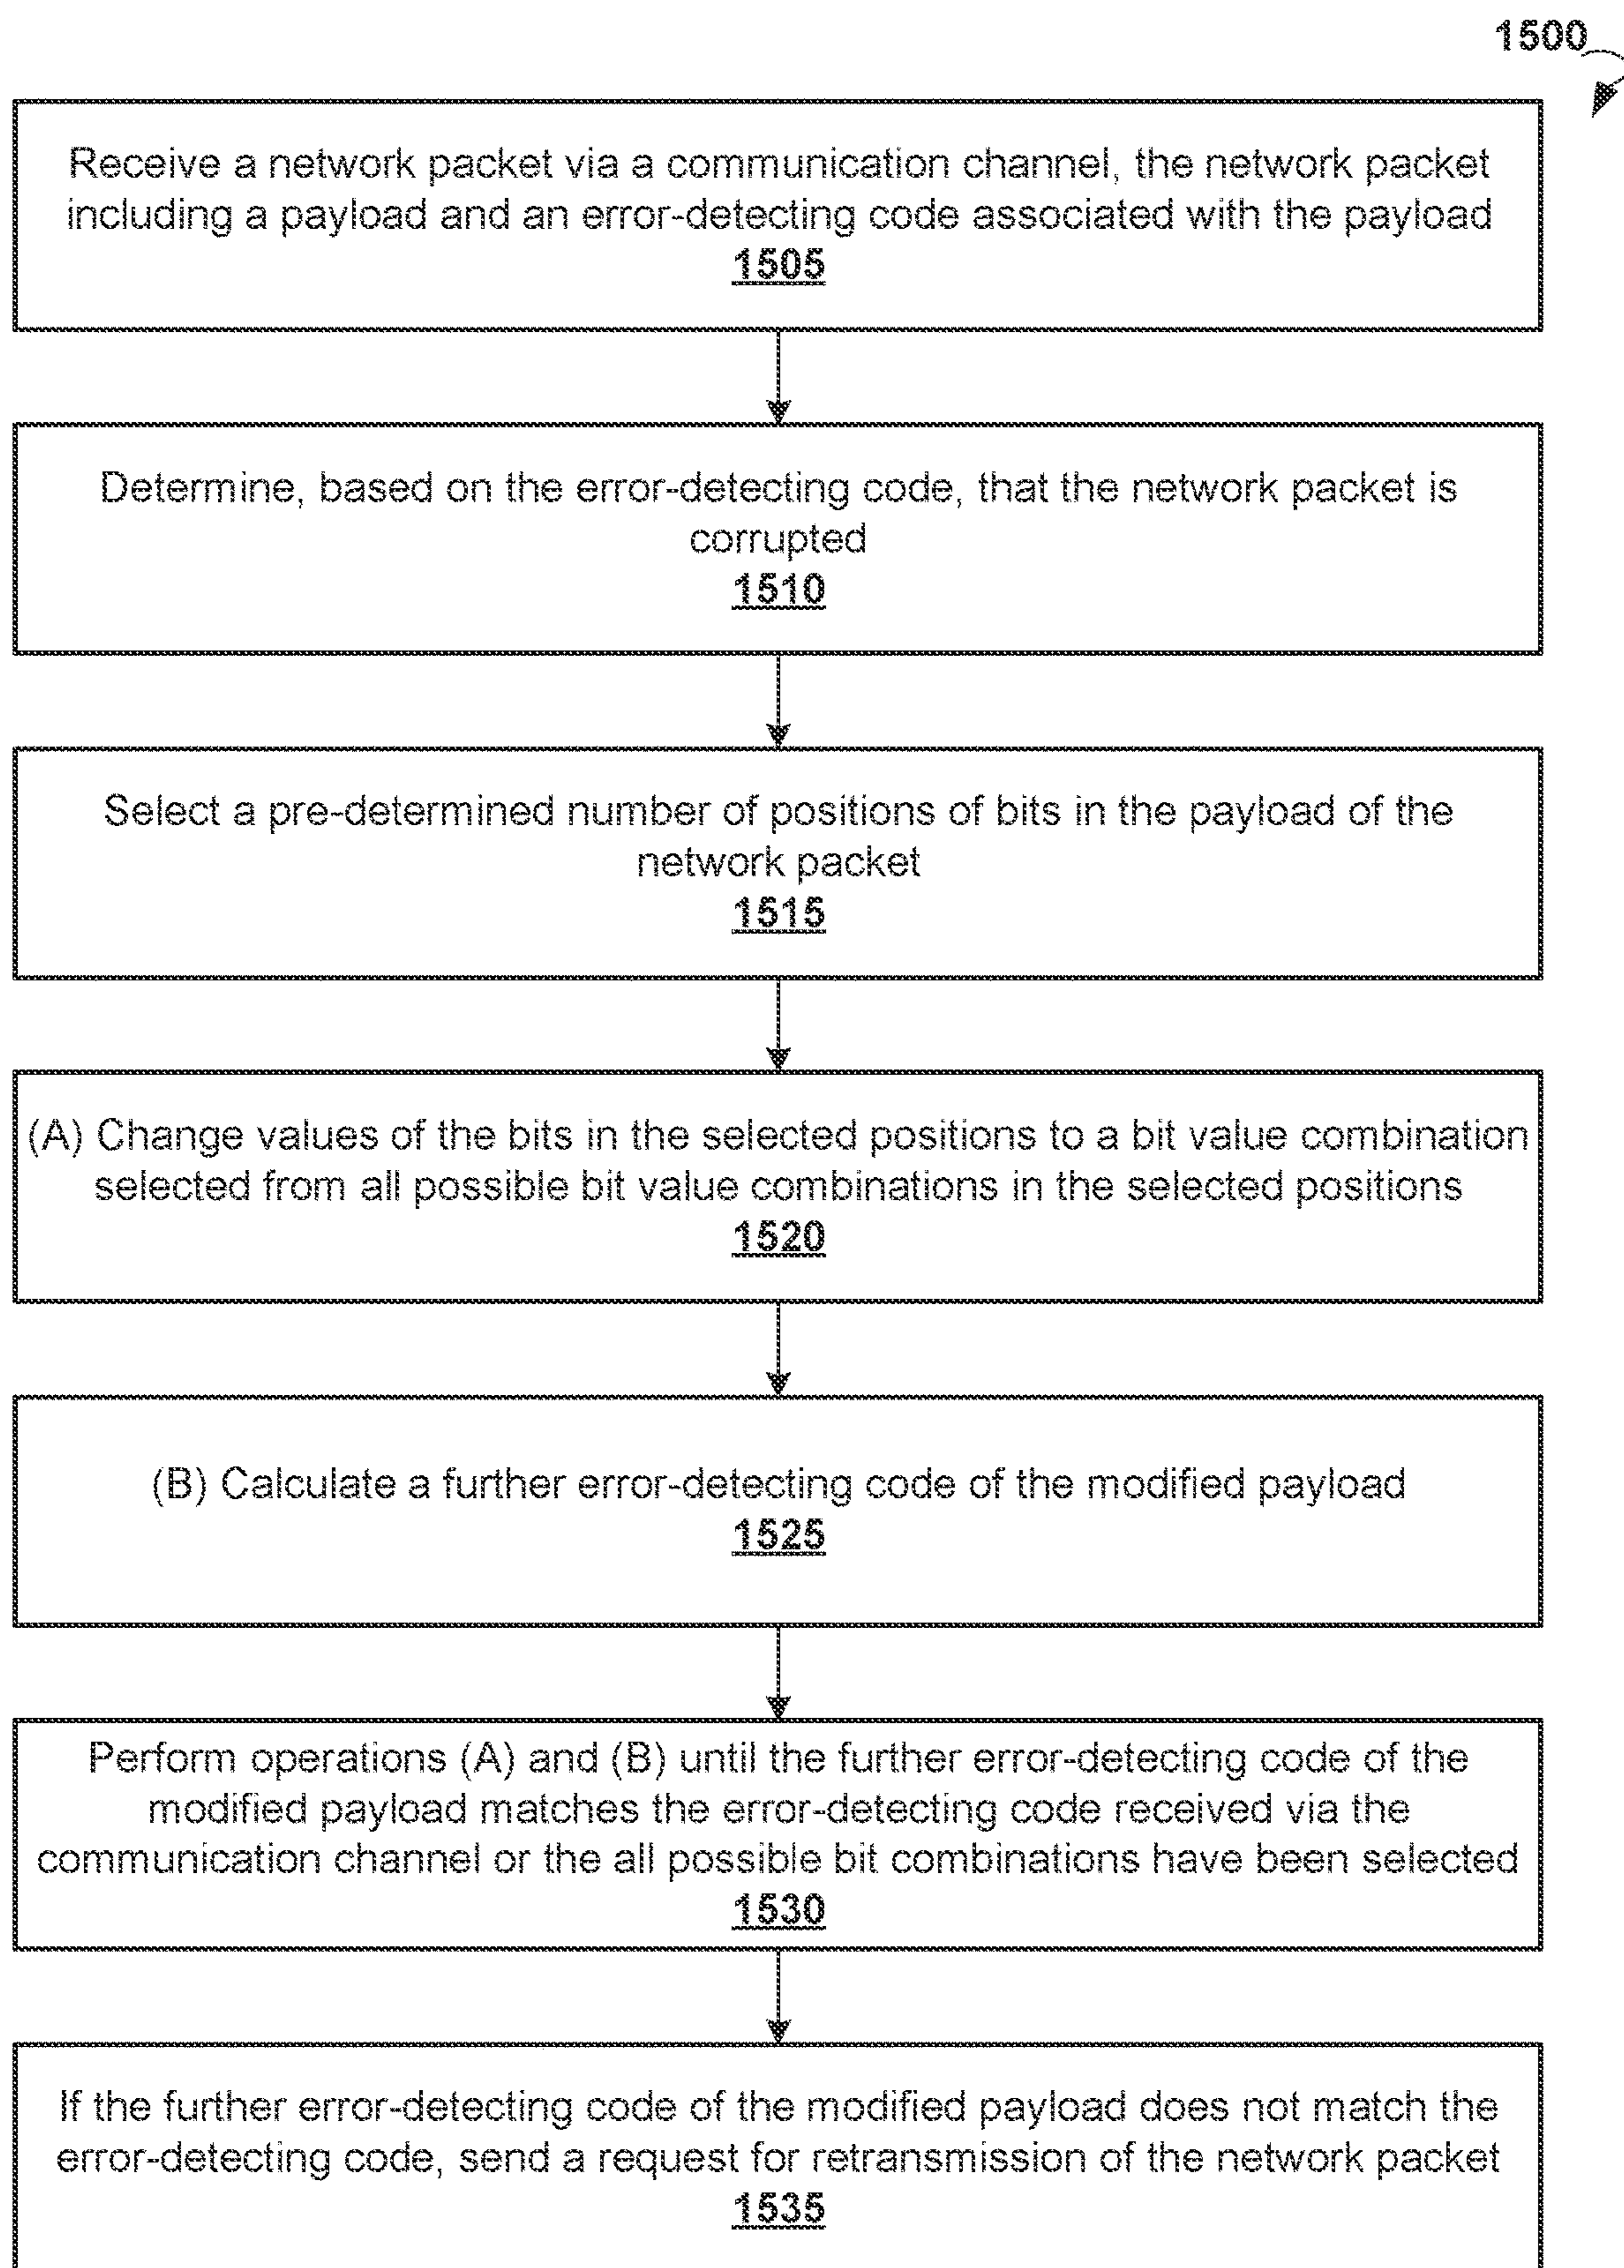 1500
Receive a network packet via a communication channel, the network packet
including a payload and an error-detecting code associated with the payload
1505
Determine, based on the error-detecting code, that the network packet is
corrupted
1510
Select a pre-determined number of positions of bits in the payload of the
network packet
1515
(A) Change values of the bits in the selected positions to a bit value combination
selected from all possible bit value combinations in the selected positions
1520
(B) Calculate a further error-detecting code of the modified payload
1525
Perform operations (A) and (B) until the further error-detecting code of the
modified payload matches the error-detecting code received via the
communication channel or the all possible bit combinations have been selected
1530
If the further error-detecting code of the modified payload does not match the
error-detecting code, send a request for retransmission of the network packet
1535